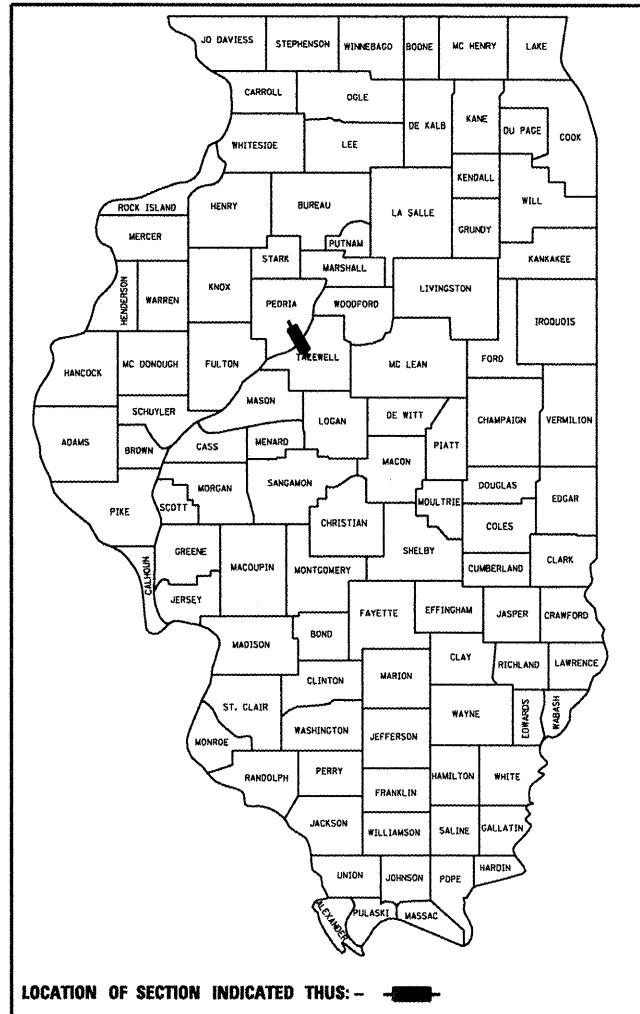 JO DAVIESS STEPHENSON WINNEBAGO BOONE MC HENRY LAKE
CARROLL OGLE DE KALB KANE DU PAGE COOK
WHITESIDE LEE KENDALL WILL
ROCK ISLAND HENRY BUREAU LA SALLE GRUNDY
MERCER PUTNAM KANKAKEE
STARK MARSHALL
HENDERSON WARREN KNOX PEORIA WOODFORD LIVINGSTON IROQUOIS
HANCOCK MC DONOUGH FULTON TAZEWELL MC LEAN FORD
SCHUYLER MASON LOGAN DE WITT CHAMPAIGN VERMILION
ADAMS BROWN CASS MENARD MACON PIATT
PIKE SCOTT MORGAN SANGAMON MOULTRIE DOUGLAS EDGAR
CHRISTIAN COLES
CALHOUN GREENE MACOUPIN MONTGOMERY SHELBY CUMBERLAND CLARK
JERSEY FAYETTE EFFINGHAM JASPER CRAWFORD
MADISON BOND CLAY RICHLAND LAWRENCE
CLINTON MARION
ST. CLAIR WASHINGTON WAYNE EDWARDS WABASH
MONROE JEFFERSON
RANDOLPH PERRY HAMILTON WHITE
FRANKLIN
JACKSON WILLIAMSON SALINE GALLATIN
UNION JOHNSON POPE HARDIN
ALEXANDER PULASKI MASSAC
LOCATION OF SECTION INDICATED THUS: -